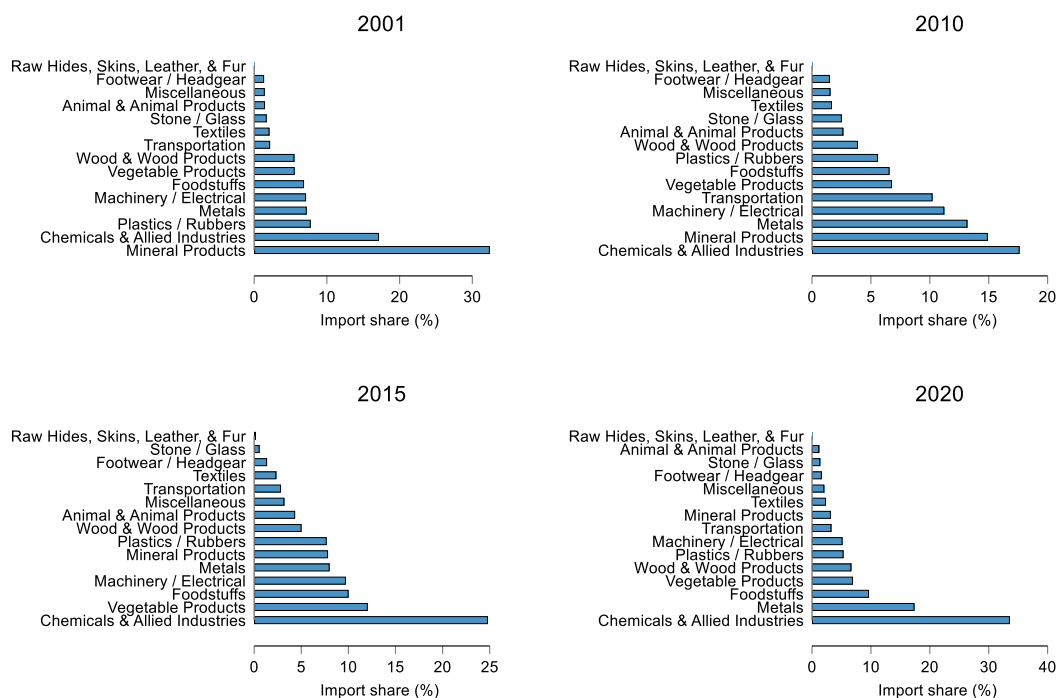 2001
Raw Hides, Skins, Leather, & Fur
Footwear / Headgear
Miscellaneous
Animal & Animal Products
Stone / Glass
Textiles
Transportation
Wood & Wood Products
Vegetable Products
Foodstuffs
Machinery / Electrical
Metals
Plastics / Rubbers
Chemicals & Allied Industries
Mineral Products
0 10 20 30
Import share (%)
2010
Raw Hides, Skins, Leather, & Fur
Footwear / Headgear
Miscellaneous
Textiles
Stone / Glass
Animal & Animal Products
Wood & Wood Products
Plastics / Rubbers
Foodstuffs
Vegetable Products
Transportation
Machinery / Electrical
Metals
Mineral Products
Chemicals & Allied Industries
0 5 10 15 20
Import share (%)
2015
Raw Hides, Skins, Leather, & Fur
Stone / Glass
Footwear / Headgear
Textiles
Transportation
Miscellaneous
Animal & Animal Products
Wood & Wood Products
Plastics / Rubbers
Mineral Products
Metals
Machinery / Electrical
Foodstuffs
Vegetable Products
Chemicals & Allied Industries
0 5 10 15 20 25
Import share (%)
2020
Raw Hides, Skins, Leather, & Fur
Animal & Animal Products
Stone / Glass
Footwear / Headgear
Miscellaneous
Textiles
Mineral Products
Transportation
Machinery / Electrical
Plastics / Rubbers
Wood & Wood Products
Vegetable Products
Foodstuffs
Metals
Chemicals & Allied Industries
0 10 20 30 40
Import share (%)